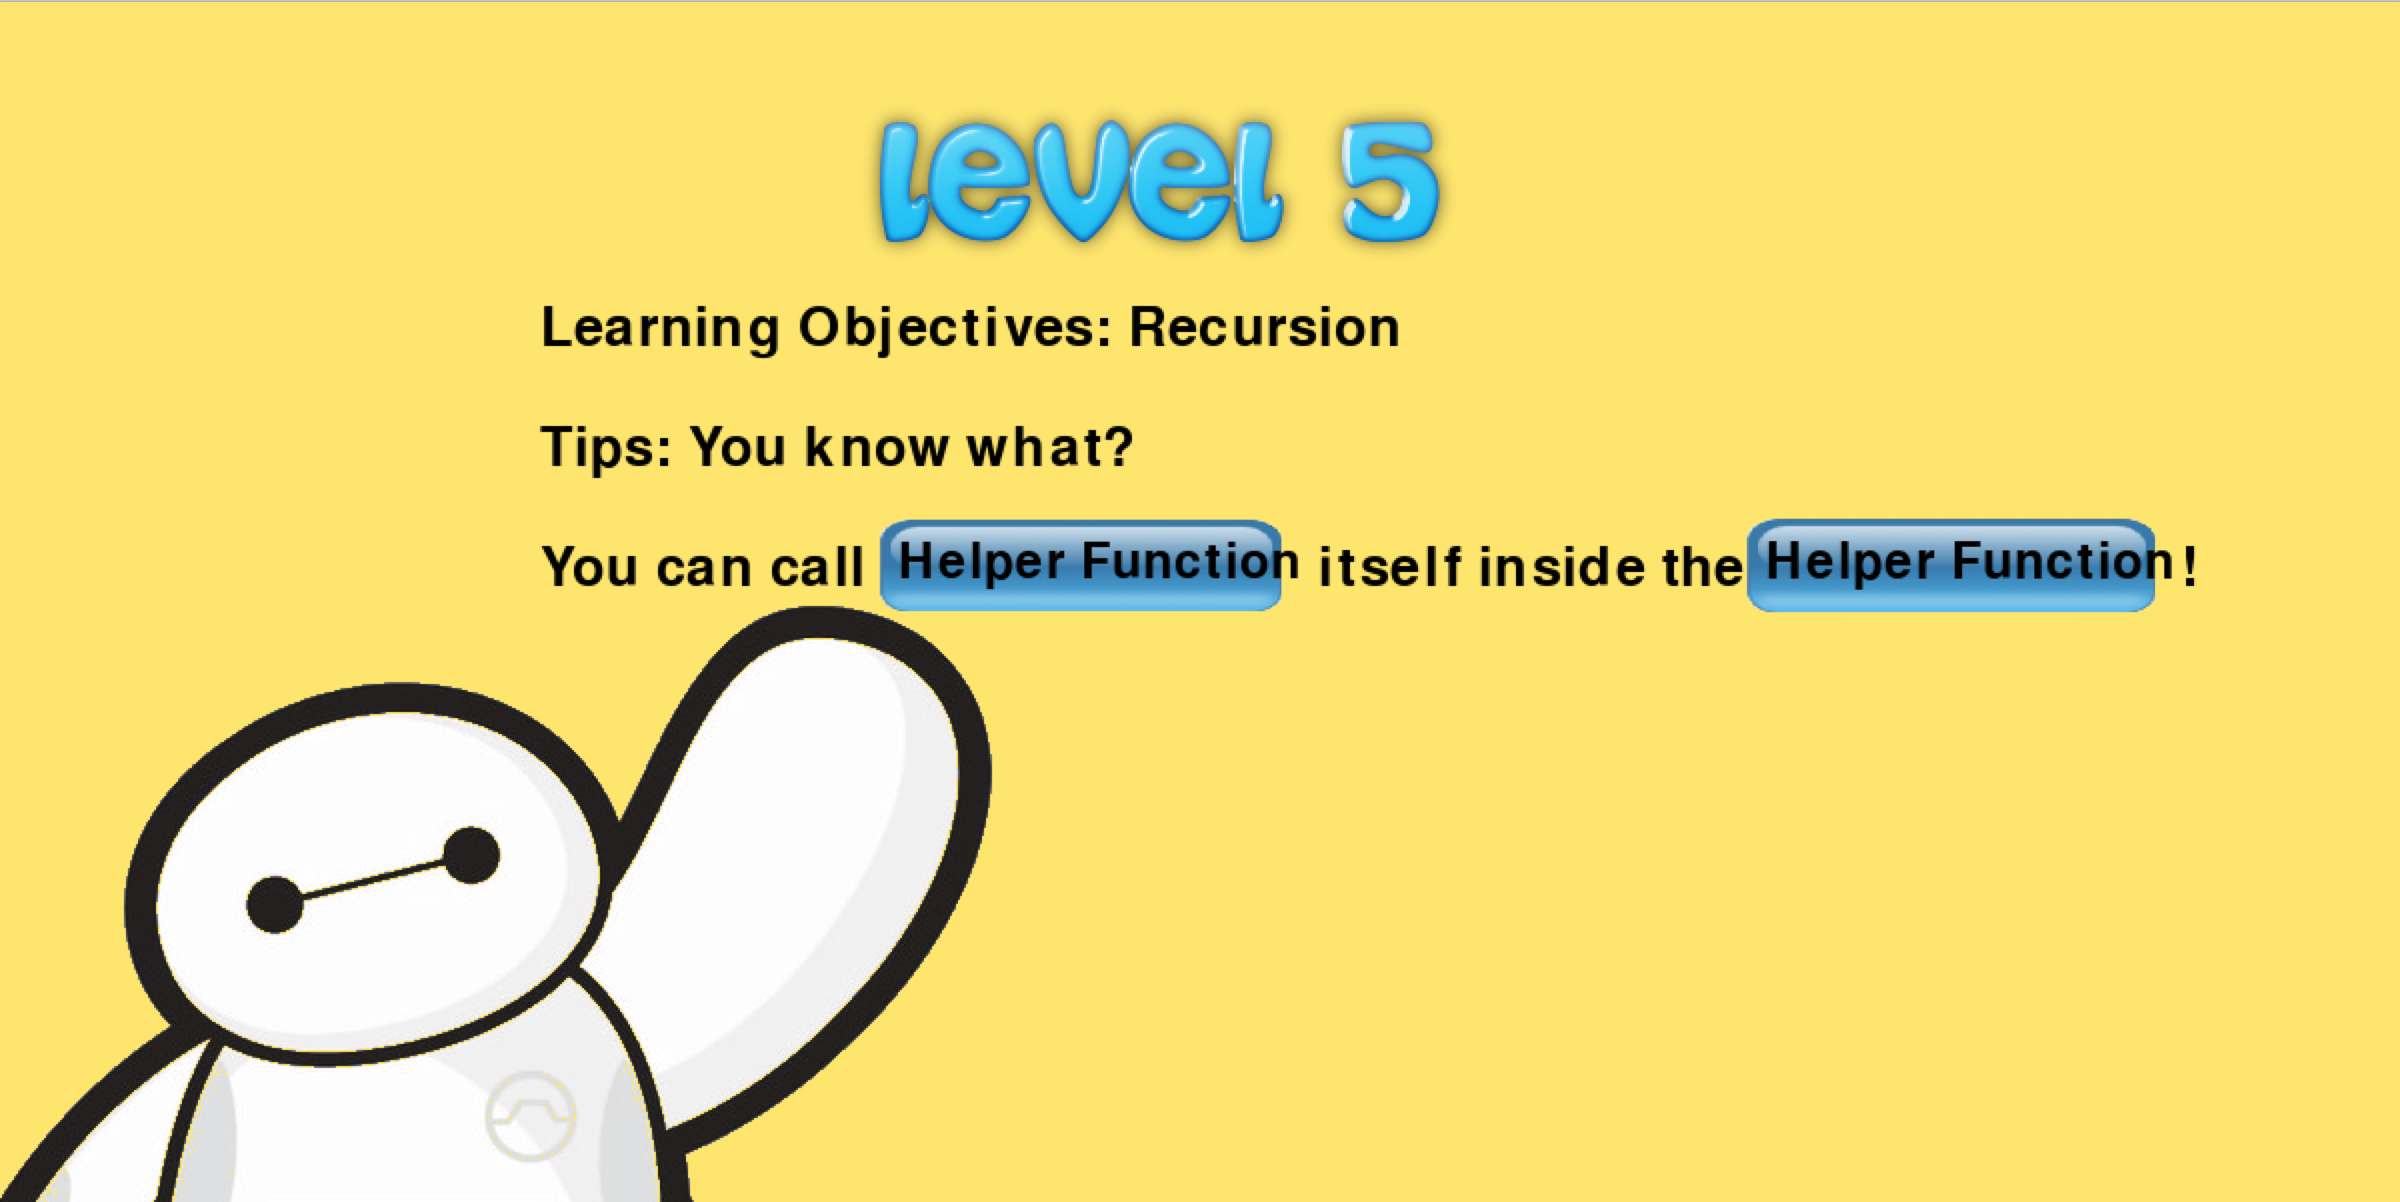 level 5
Learning Objectives: Recursion
Tips: You know what?
You can call Helper Function itself inside the Helper Function!